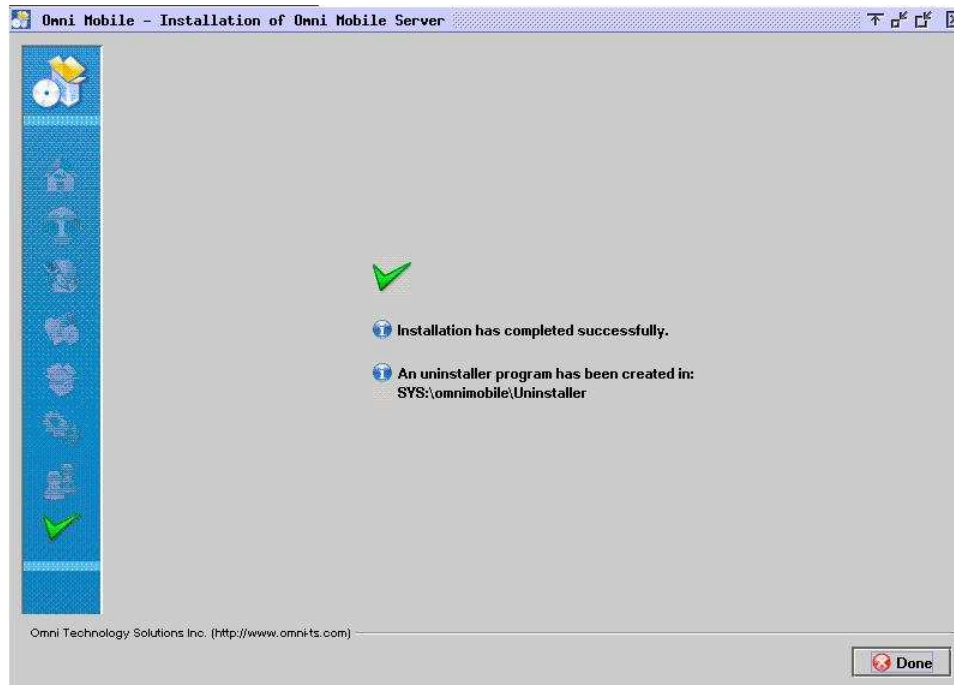 Omni Mobile - Installation of Omni Mobile Server
Installation has completed successfully.
An uninstaller program has been created in:
SYS:\omnimobile\Uninstaller
Omni Technology Solutions Inc. (http://www.omni-ts.com)
Done